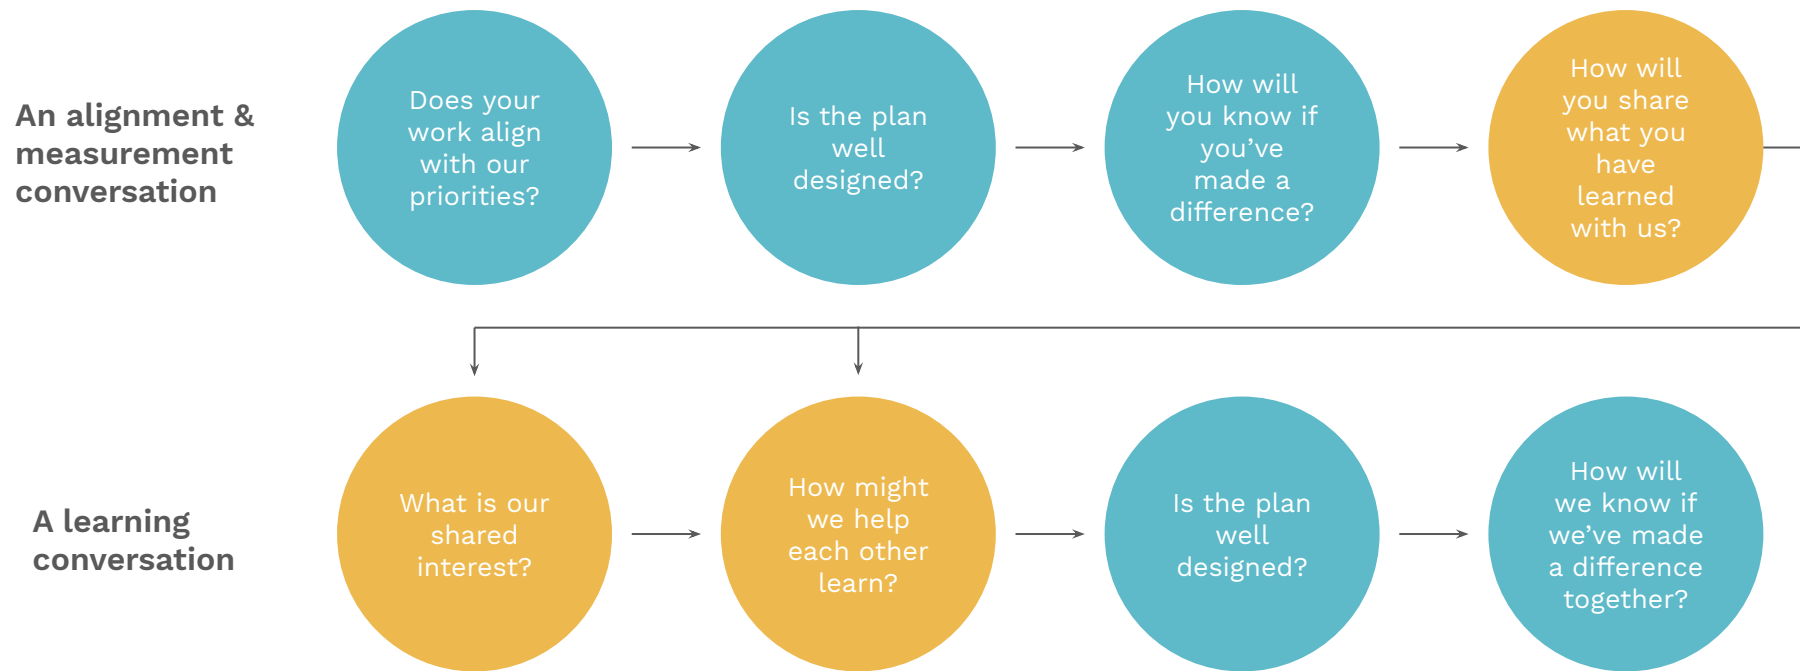 An alignment &
measurement
conversation
Does your
work align
with our
priorities?
Is the plan
well
designed?
How will
you know if
you’ve
made a
difference?
How will
you share
what you
have
learned
with us?
A learning
conversation
What is our
shared
interest?
How might
we help
each other
learn?
Is the plan
well
designed?
How will
we know if
we’ve made
a difference
together?